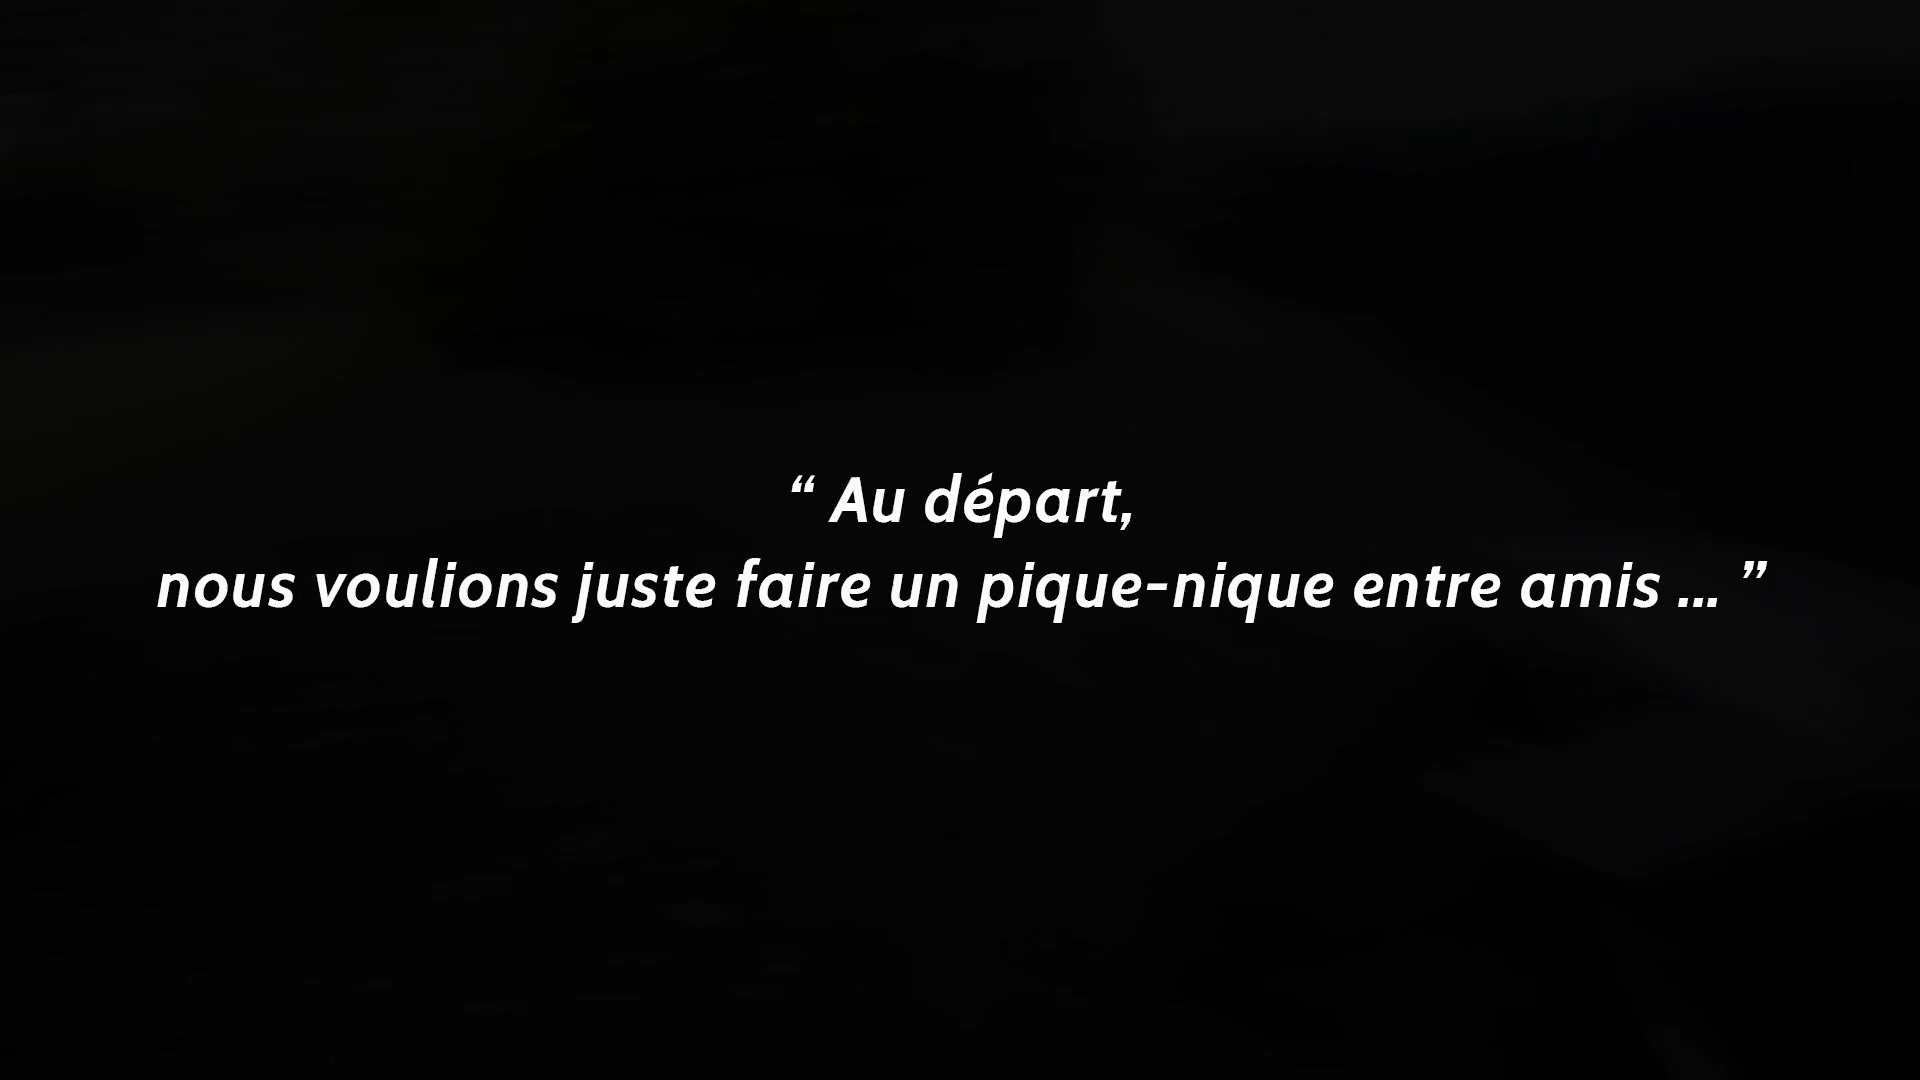 “ Au départ,
nous voulions juste faire un pique-nique entre amis ... ”